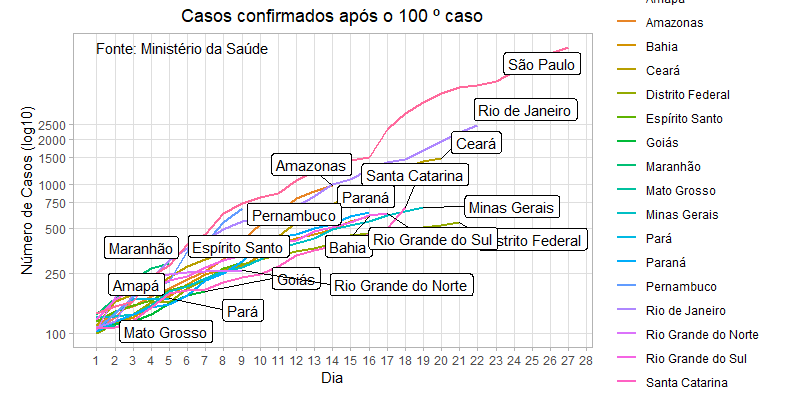 Casos confirmados após o 100 º caso
Fonte: Ministério da Saúde
Número de Casos (log10)
2500
2000
1500
1000
750
500
250
100
São Paulo
Rio de Janeiro
Ceará
Amazonas
Santa Catarina
Paraná
Minas Gerais
Pernambuco
Maranhão
Espírito Santo
Bahia
Rio Grande do Sul
Distrito Federal
Amapá
Goiás
Rio Grande do Norte
Pará
Mato Grosso
1 2 3 4 5 6 7 8 9 10 11 12 13 14 15 16 17 18 19 20 21 22 23 24 25 26 27 28
Dia
Amapá
Amazonas
Bahia
Ceará
Distrito Federal
Espírito Santo
Goiás
Maranhão
Mato Grosso
Minas Gerais
Pará
Paraná
Pernambuco
Rio de Janeiro
Rio Grande do Norte
Rio Grande do Sul
Santa Catarina